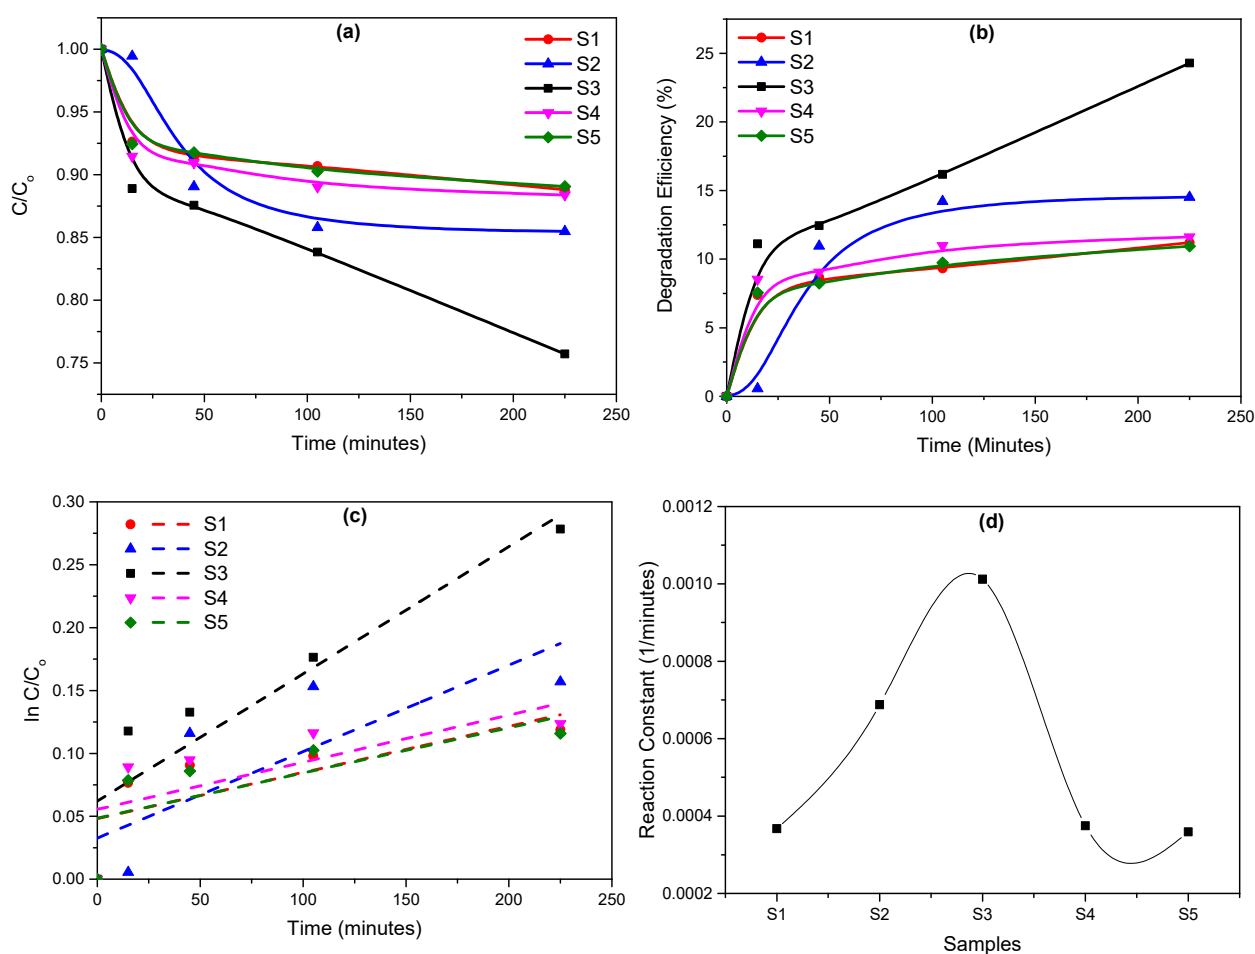 (a)
S1
S2
S3
S4
S5
1.00
0.95
0.90
0.85
0.80
0.75
C/Co
0 50 100 150 200 250
Time (minutes)
(b)
S1
S2
S3
S4
S5
25
20
15
10
5
0
Degradation Efiiciency (%)
0 50 100 150 200 250
Time (Minutes)
(c)
S1
S2
S3
S4
S5
0.30
0.25
0.20
0.15
0.10
0.05
0.00
ln C/Co
0 50 100 150 200 250
Time (minutes)
(d)
0.0012
0.0010
0.0008
0.0006
0.0004
0.0002
Reaction Constant (1/minutes)
S1 S2 S3 S4 S5
Samples